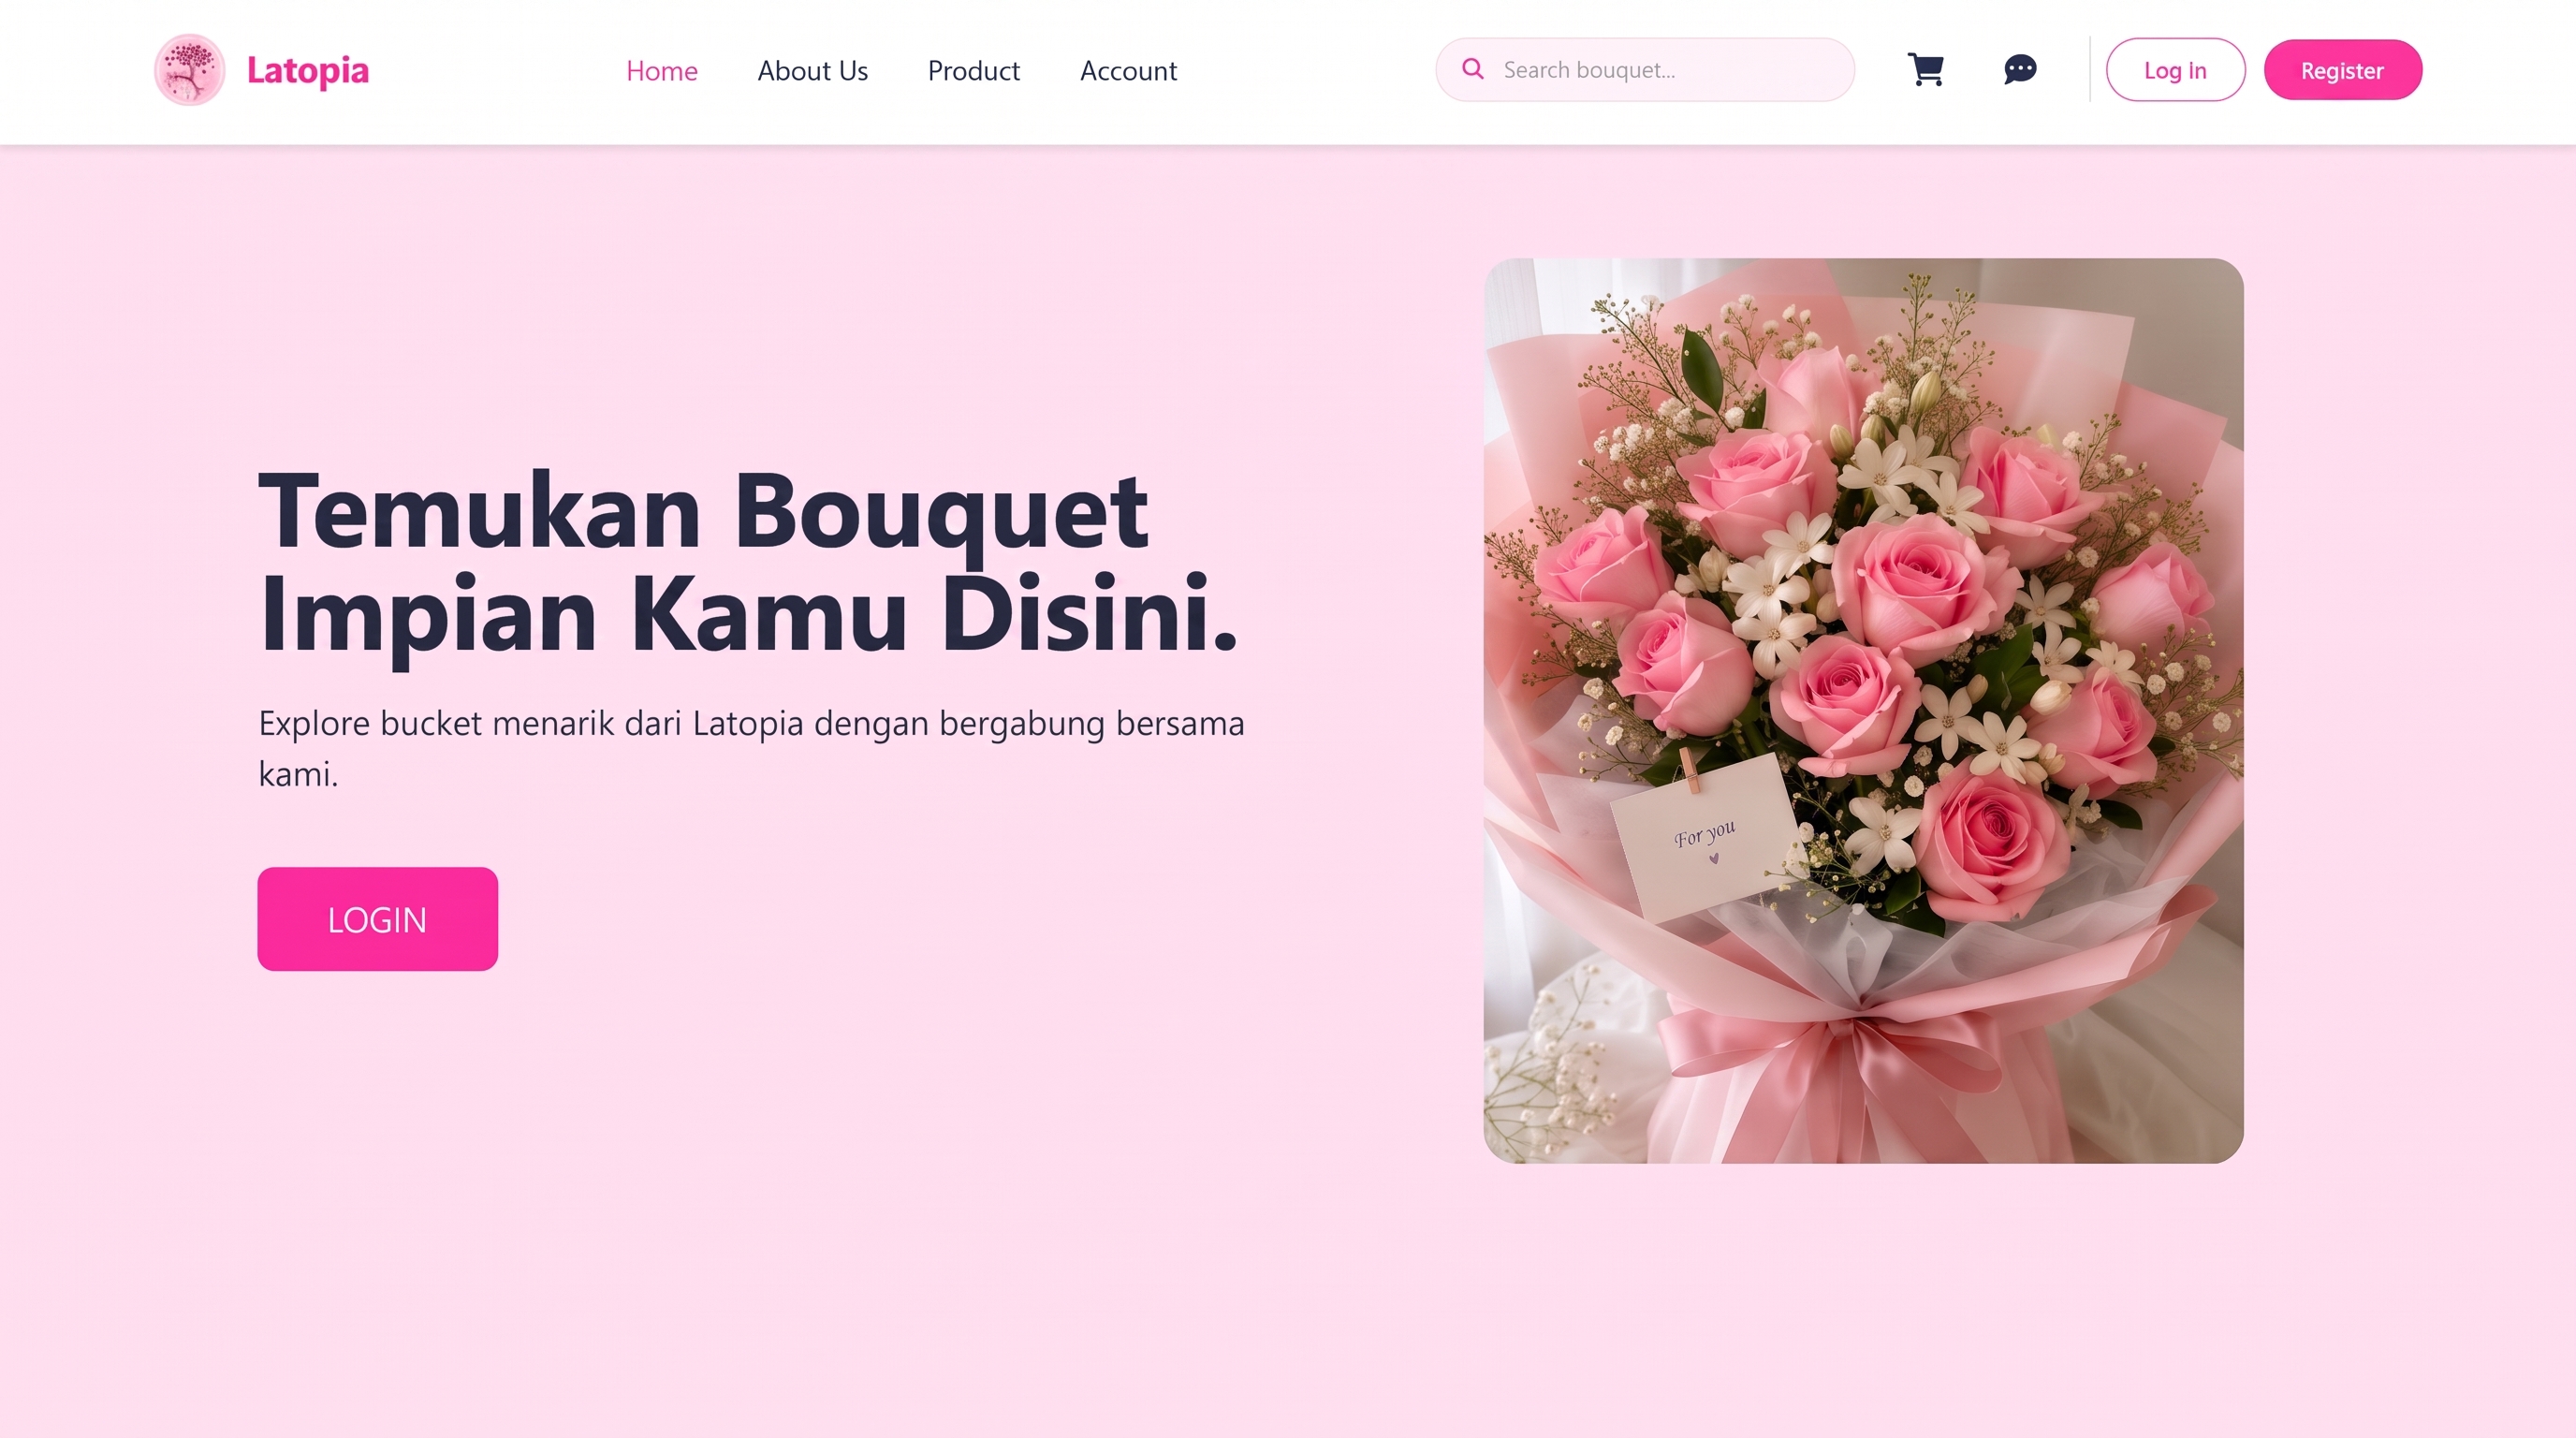 Latopia
Home
About Us
Product
Account
Search bouquet...
Log in
Register
Temukan Bouquet
Impian Kamu Disini.
Explore bucket menarik dari Latopia dengan bergabung bersama
kami.
LOGIN
For you